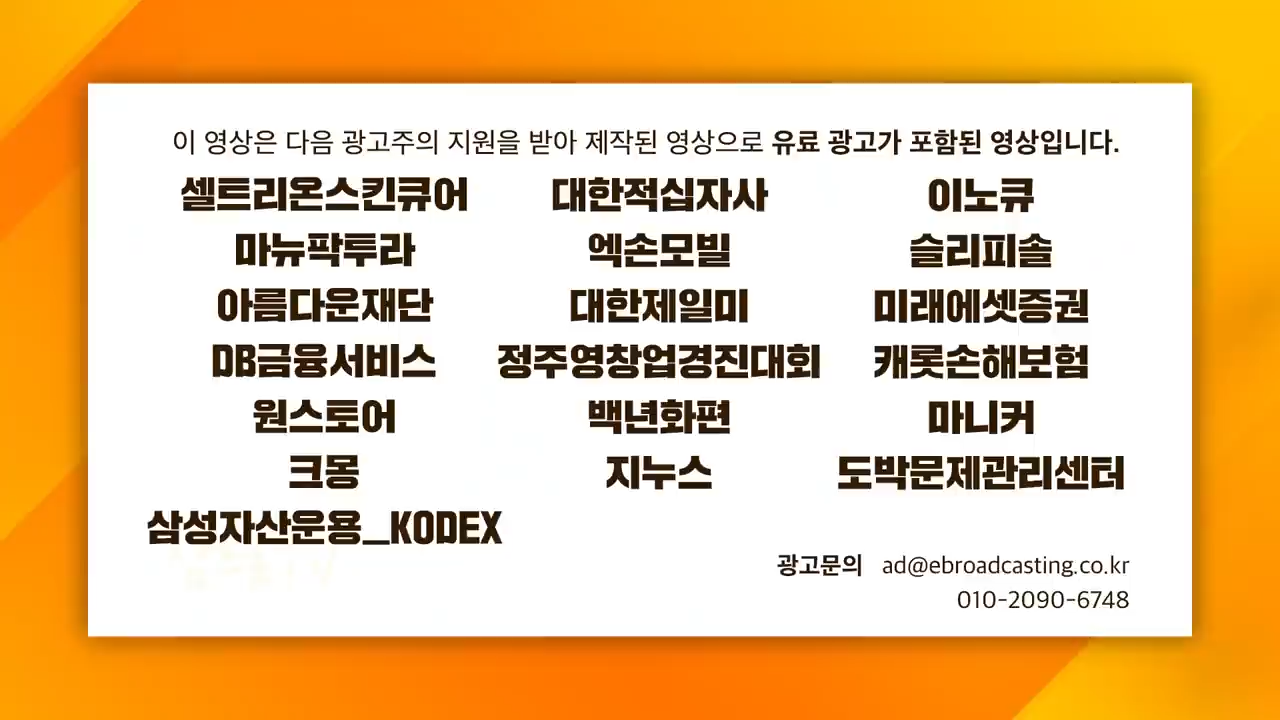 이 영상은 다음 광고주의 지원을 받아 제작된 영상으로 유료 광고가 포함된 영상입니다.
셀트리온스킨큐어 대한적십자사 이노큐
마뉴팍투라 엑손모빌 슬리피솔
아름다운재단 대한제일미 미래에셋증권
DB금융서비스 정주영창업경진대회 캐롯손해보험
원스토어 백년화편 마니커
크몽 지누스 도박문제관리센터
삼성자산운용_KODEX
광고문의 ad@ebroadcasting.co.kr
010-2090-6748